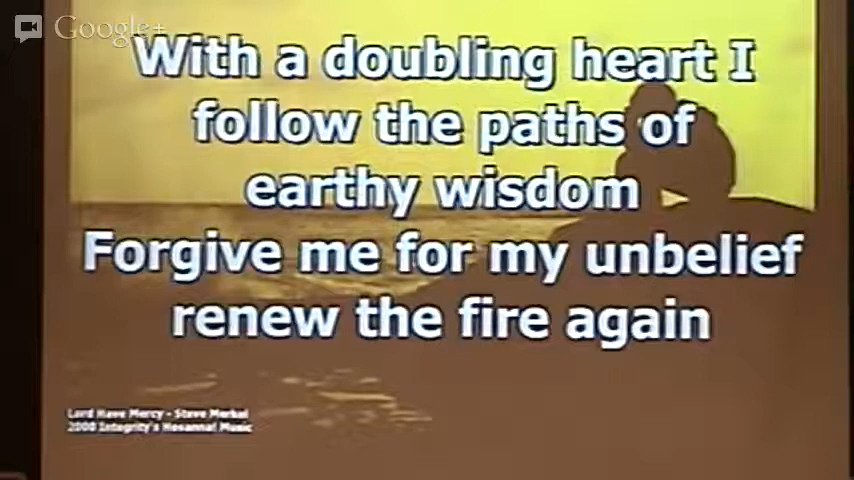 Google+
With a doubling heart I
follow the paths of
earthy wisdom
Forgive me for my unbelief
renew the fire again
Lord Have Mercy - Steve Merkel
2000 Integrity's Hosanna! Music